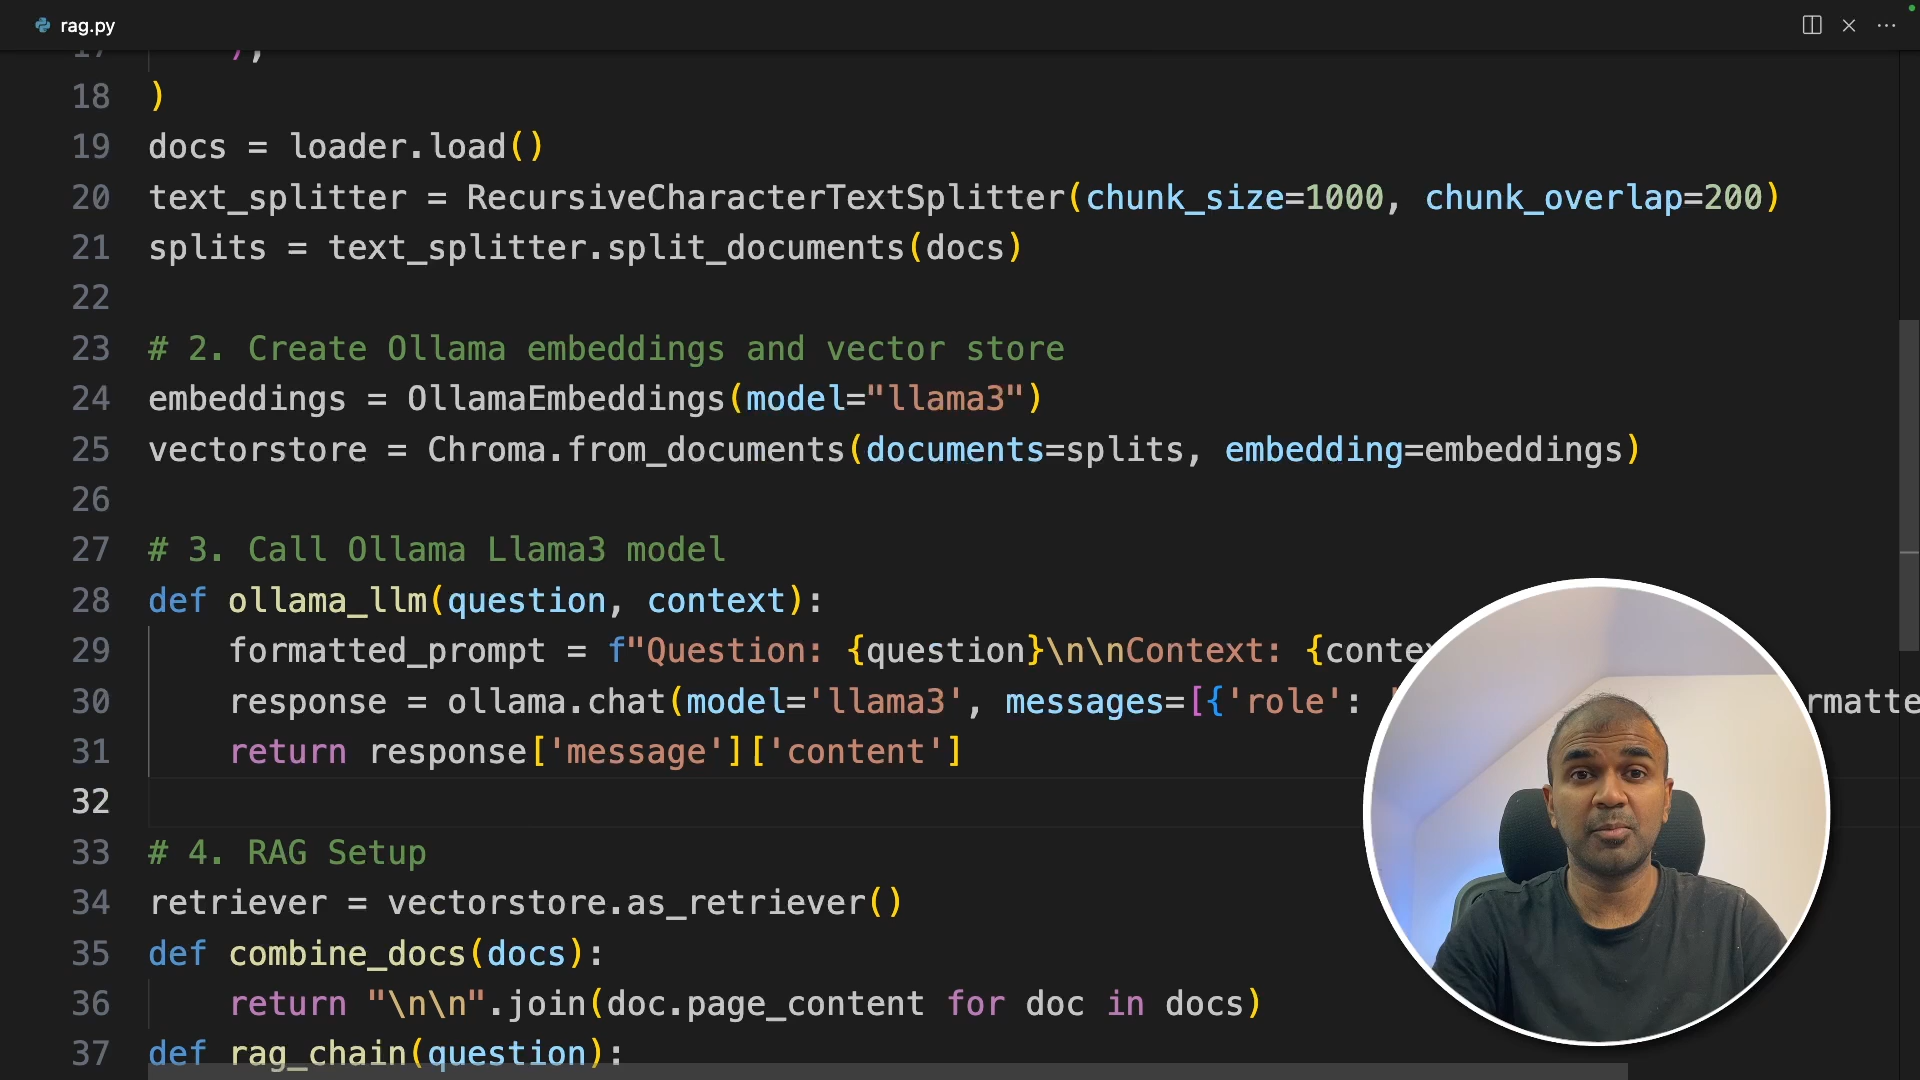 rag.py
17 ),
18 )
19 docs = loader.load()
20 text_splitter = RecursiveCharacterTextSplitter(chunk_size=1000, chunk_overlap=200)
21 splits = text_splitter.split_documents(docs)
22
23 # 2. Create Ollama embeddings and vector store
24 embeddings = OllamaEmbeddings(model="llama3")
25 vectorstore = Chroma.from_documents(documents=splits, embedding=embeddings)
26
27 # 3. Call Ollama Llama3 model
28 def ollama_llm(question, context):
29 formatted_prompt = f"Question: {question}\n\nContext: {conte
30 response = ollama.chat(model='llama3', messages=[{'role': rmatte
31 return response['message']['content']
32
33 # 4. RAG Setup
34 retriever = vectorstore.as_retriever()
35 def combine_docs(docs):
36 return "\n\n".join(doc.page_content for doc in docs)
37 def rag_chain(question):